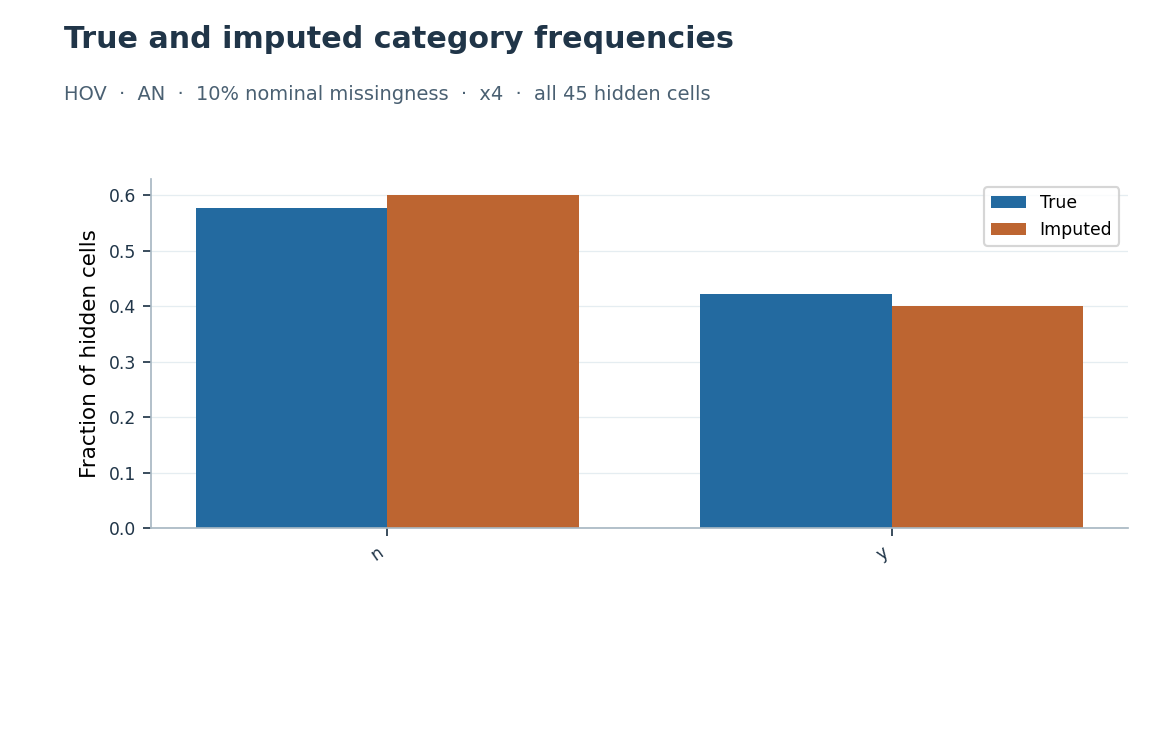 True and imputed category frequencies
HOV · AN · 10% nominal missingness · x4 · all 45 hidden cells
Fraction of hidden cells
0.6
0.5
0.4
0.3
0.2
0.1
0.0
True
Imputed
n
y